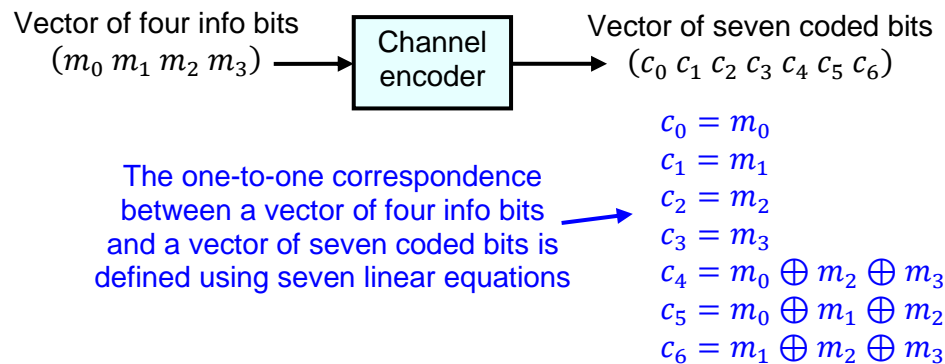 Vector of four info bits
(m₀ m₁ m₂ m₃)
Channel
encoder
Vector of seven coded bits
(c₀ c₁ c₂ c₃ c₄ c₅ c₆)
The one-to-one correspondence
between a vector of four info bits
and a vector of seven coded bits is
defined using seven linear equations
c₀ = m₀
c₁ = m₁
c₂ = m₂
c₃ = m₃
c₄ = m₀ ⊕ m₂ ⊕ m₃
c₅ = m₀ ⊕ m₁ ⊕ m₂
c₆ = m₁ ⊕ m₂ ⊕ m₃